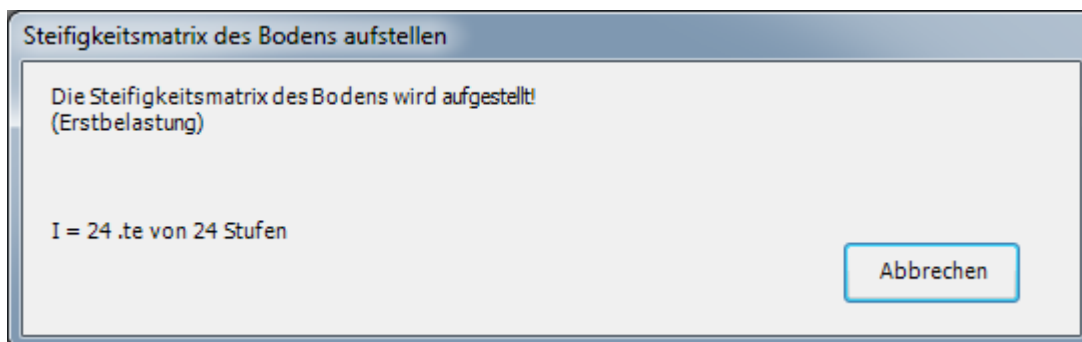 Steifigkeitsmatrix des Bodens aufstellen
Die Steifigkeitsmatrix des Bodens wird aufgestellt!
(Erstbelastung)
I = 24 .te von 24 Stufen
Abbrechen